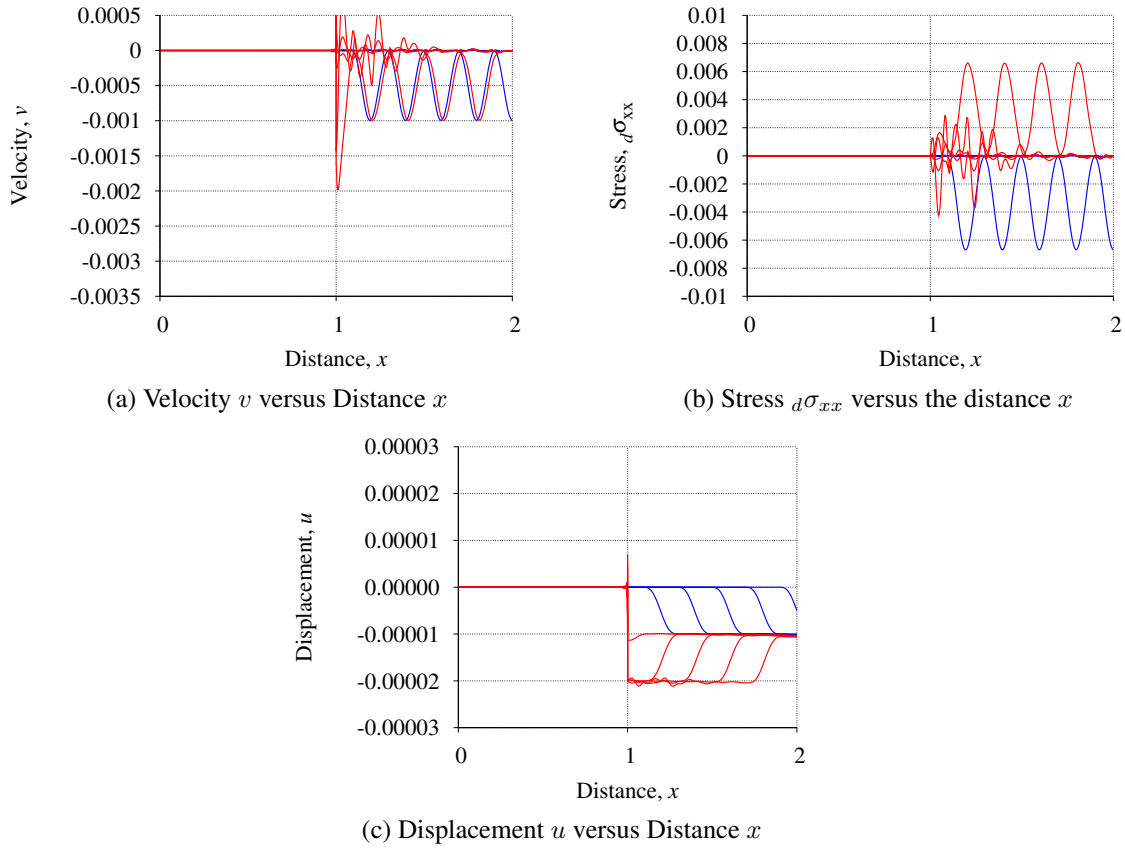 0.0005
0
-0.0005
-0.001
-0.0015
-0.002
-0.0025
-0.003
-0.0035
Velocity, v
0 1 2
Distance, x
(a) Velocity v versus Distance x
0.01
0.008
0.006
0.004
0.002
0
-0.002
-0.004
-0.006
-0.008
-0.01
Stress, dσxx
0 1 2
Distance, x
(b) Stress dσxx versus the distance x
0.00003
0.00002
0.00001
0.00000
-0.00001
-0.00002
-0.00003
Displacement, u
0 1 2
Distance, x
(c) Displacement u versus Distance x